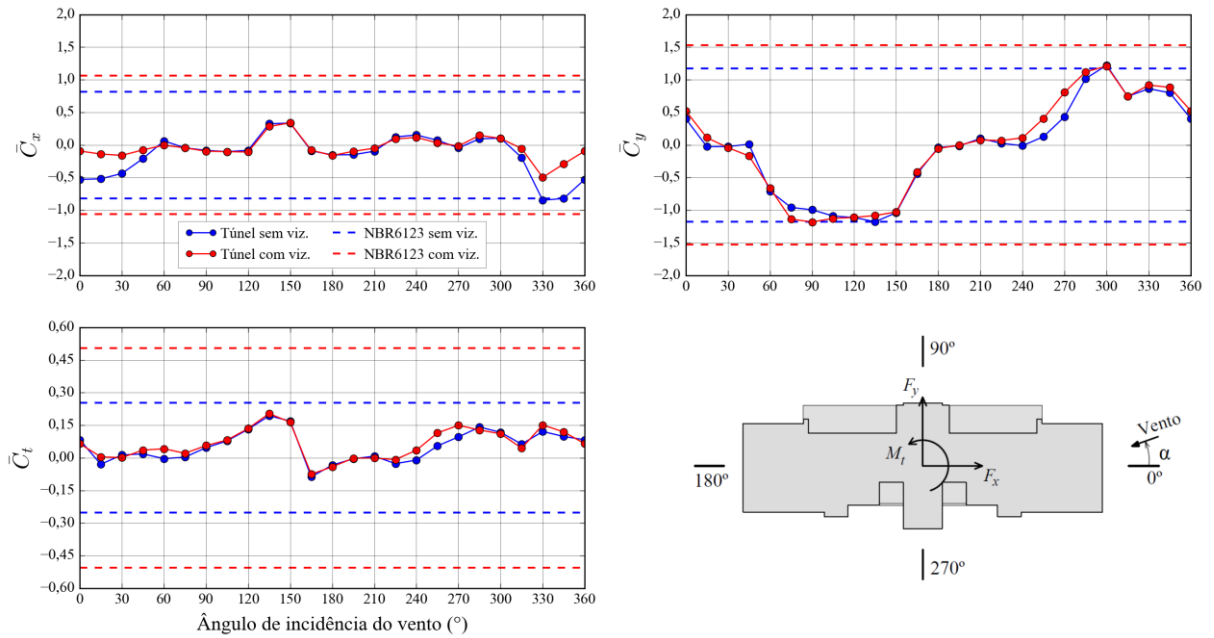 2,0
1,5
1,0
0,5
0,0
−0,5
−1,0
−1,5
−2,0
C̄x
0 30 60 90 120 150 180 210 240 270 300 330 360
Túnel sem viz.
Túnel com viz.
NBR6123 sem viz.
NBR6123 com viz.
2,0
1,5
1,0
0,5
0,0
−0,5
−1,0
−1,5
−2,0
C̄y
0 30 60 90 120 150 180 210 240 270 300 330 360
0,60
0,45
0,30
0,15
0,00
−0,15
−0,30
−0,45
−0,60
C̄t
0 30 60 90 120 150 180 210 240 270 300 330 360
Ângulo de incidência do vento (°)
90º
Fy
Vento
Mt
α
180º
Fx
0º
270º